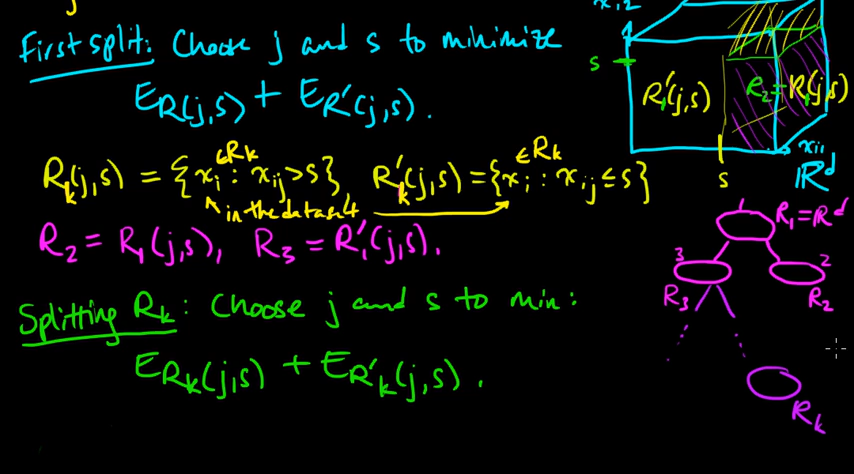 First split: Choose j and s to minimize
E_R(j,s) + E_R'(j,s).
∈R_k ∈R_k
R_k(j,s) = {x_i : x_ij > s}, R'_k(j,s) = {x_i : x_ij ≤ s}
in the dataset
R_2 = R_1(j,s), R_3 = R'_1(j,s).
Splitting R_k: Choose j and s to min:
E_R_k(j,s) + E_R'_k(j,s).
s
R'_1(j,s)
R_2 = R_1(j,s)
x_i1
s
ℝ^d
1
R_1 = ℝ^d
3
2
R_3
R_2
R_k